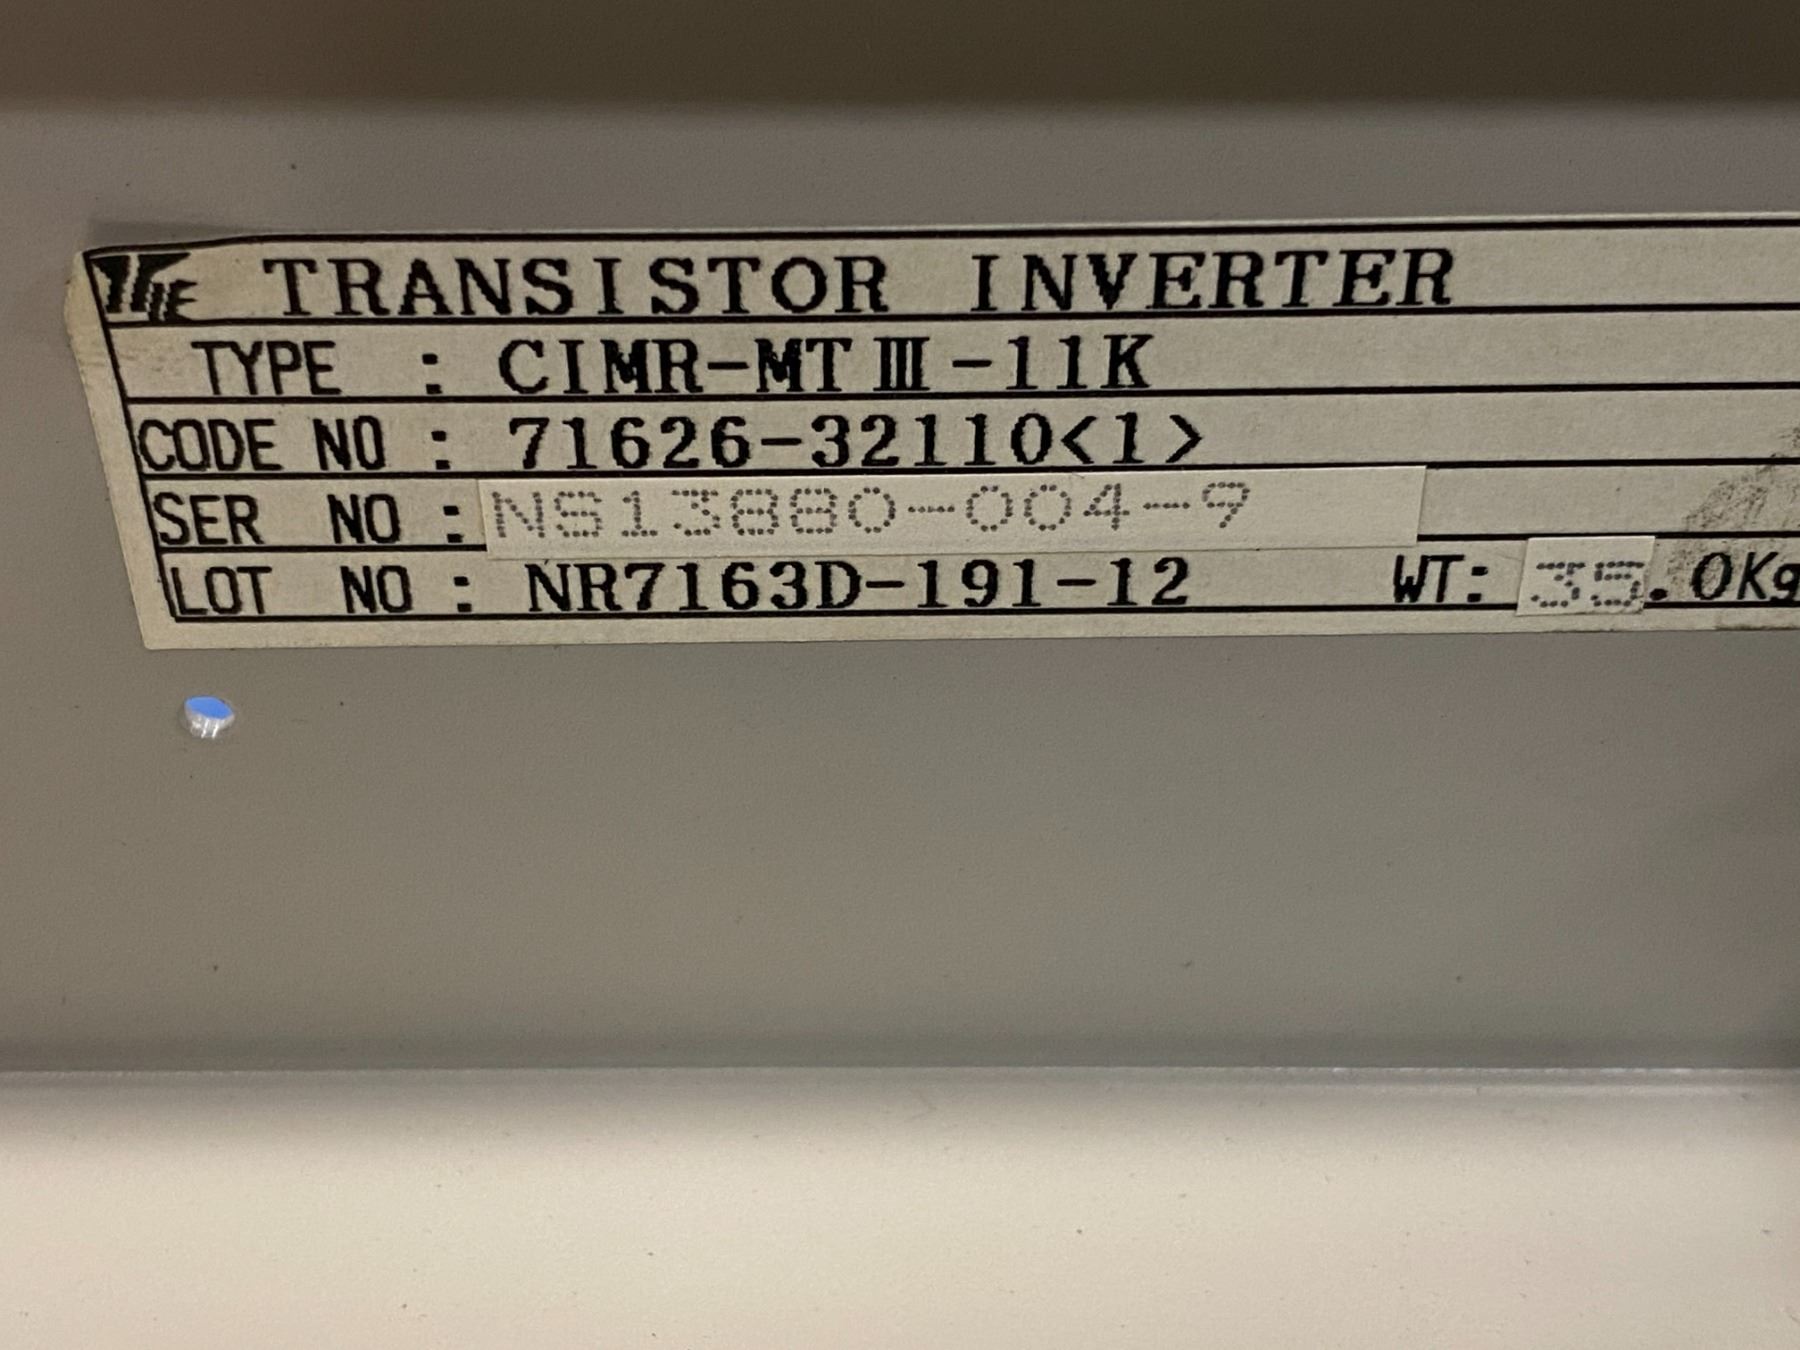 TRANSISTOR INVERTER
TYPE : CIMR-MTⅢ-11K
CODE NO : 71626-32110<1>
SER NO : NS13880-004-9
LOT NO : NR7163D-191-12 WT: 35.0Kg